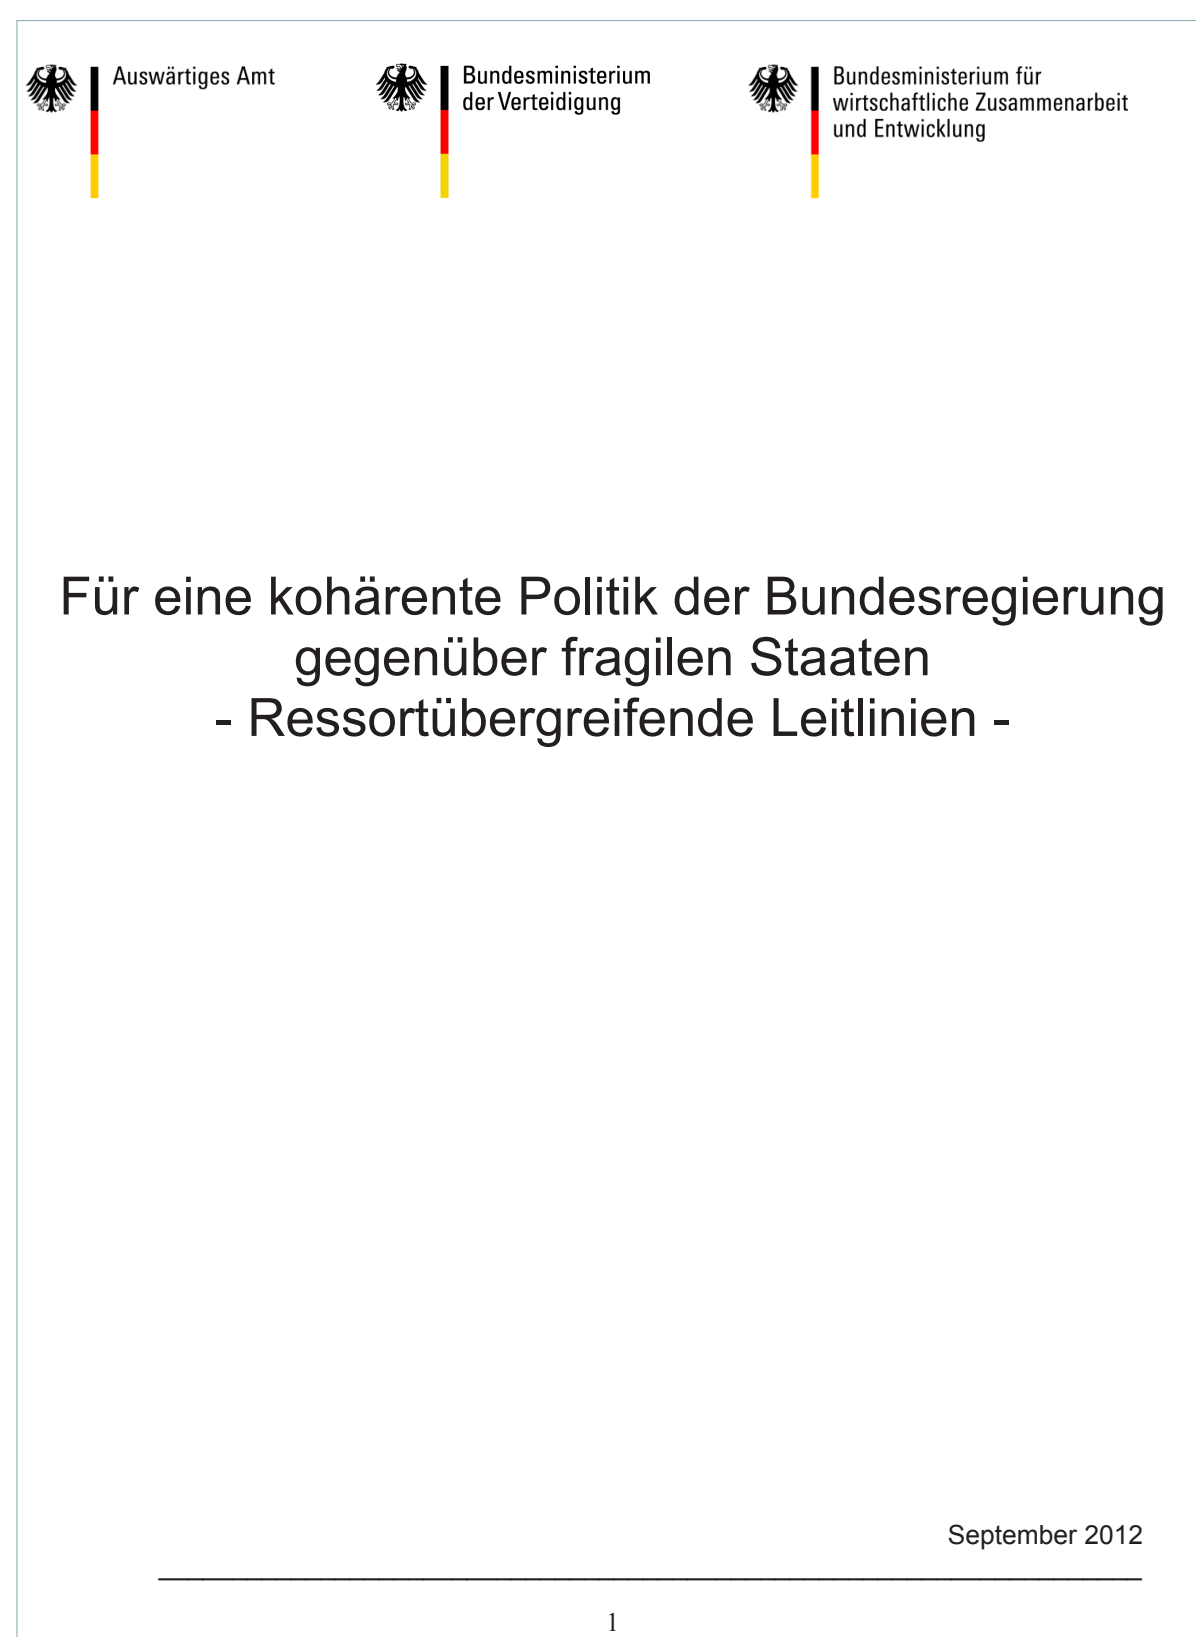 Auswärtiges Amt
Bundesministerium
der Verteidigung
Bundesministerium für
wirtschaftliche Zusammenarbeit
und Entwicklung
Für eine kohärente Politik der Bundesregierung
gegenüber fragilen Staaten
- Ressortübergreifende Leitlinien -
September 2012
1